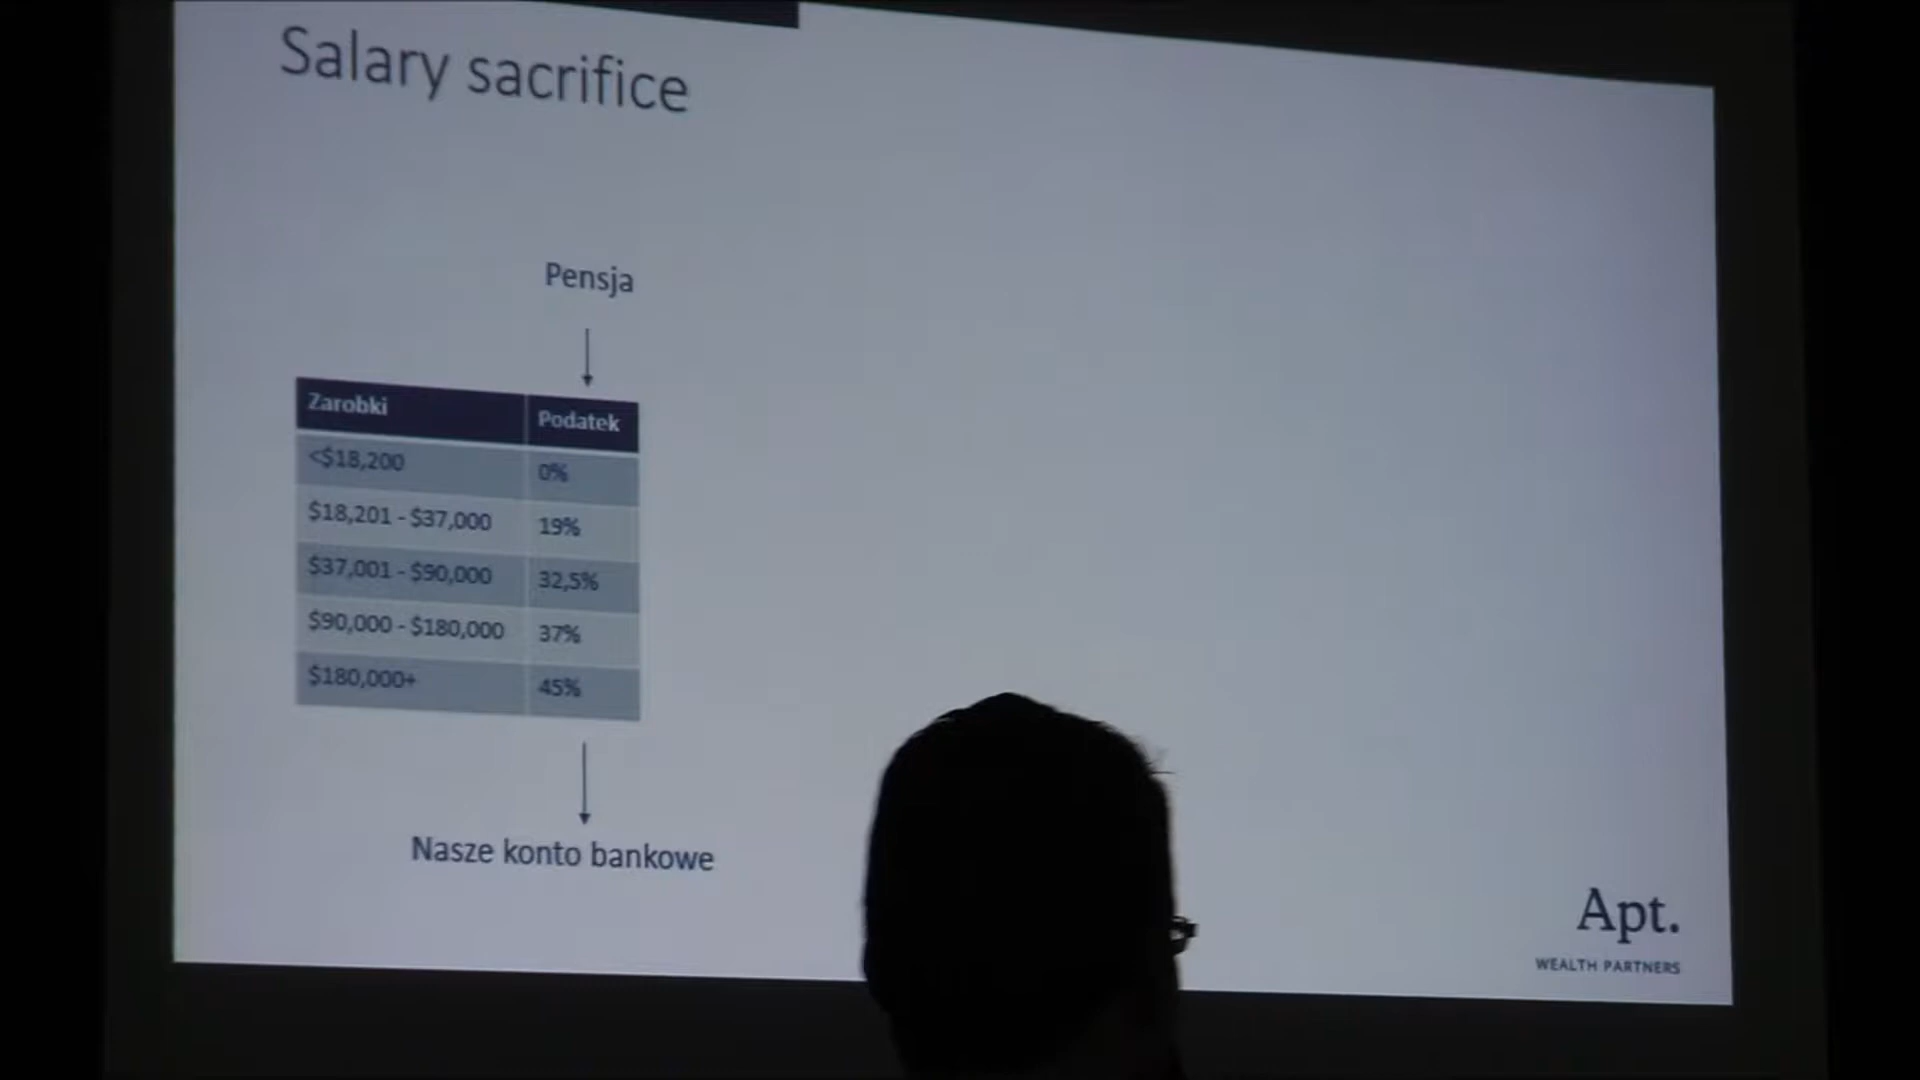 Salary sacrifice
Pensja
Zarobki Podatek
<$18,200 0%
$18,201 - $37,000 19%
$37,001 - $90,000 32,5%
$90,000 - $180,000 37%
$180,000+ 45%
Nasze konto bankowe
Apt.
WEALTH PARTNERS